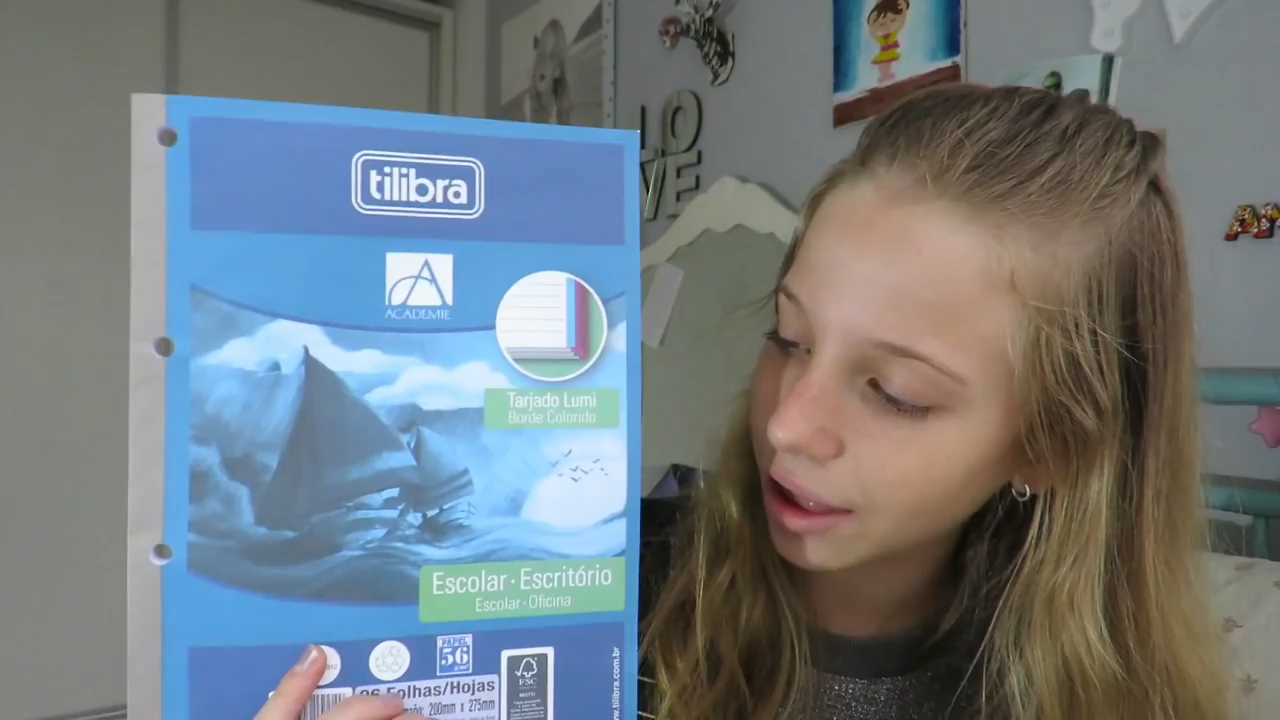 tilibra
ACADEMIE
LO
VE
Tarjado Lumi
Borde Colorido
Escolar · Escritório
Escolar · Oficina
PAPEL
56
FSC
96 Folhas/Hojas
200mm x 275mm
www.tilibra.com.br